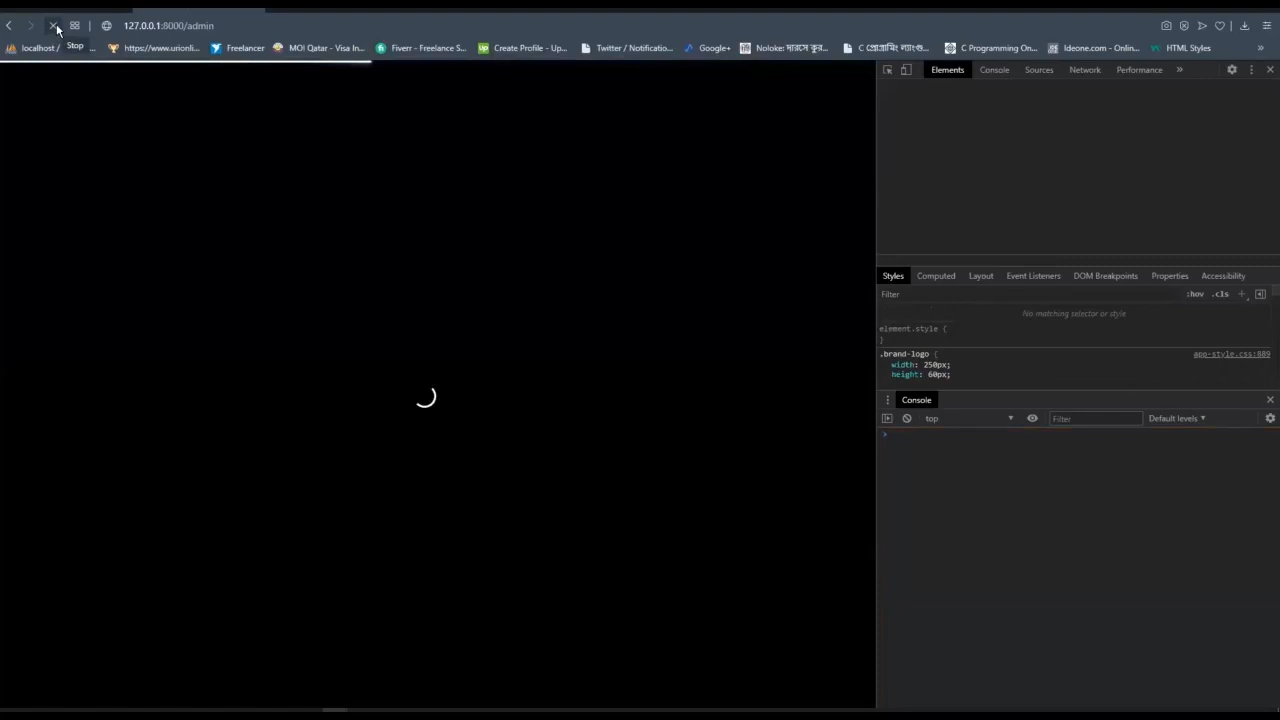 127.0.0.1:8000/admin
localhost / ...
https://www.urionli...
Freelancer
MO! Qatar - Visa In...
Fiverr - Freelance S...
Up
Create Profile - Up...
Twitter / Notificatio...
Google+
Noloke: দারসে কুর...
C প্রোগ্রামিং ল্যাংগু...
C Programming On...
Ideone.com - Onlin...
HTML Styles
»
Stop
Elements
Console
Sources
Network
Performance
»
Styles
Computed
Layout
Event Listeners
DOM Breakpoints
Properties
Accessibility
Filter
:hov .cls +
No matching selector or style
element.style {
}
.brand-logo {
app-style.css:889
width: 250px;
height: 60px;
Console
top
Filter
Default levels
>